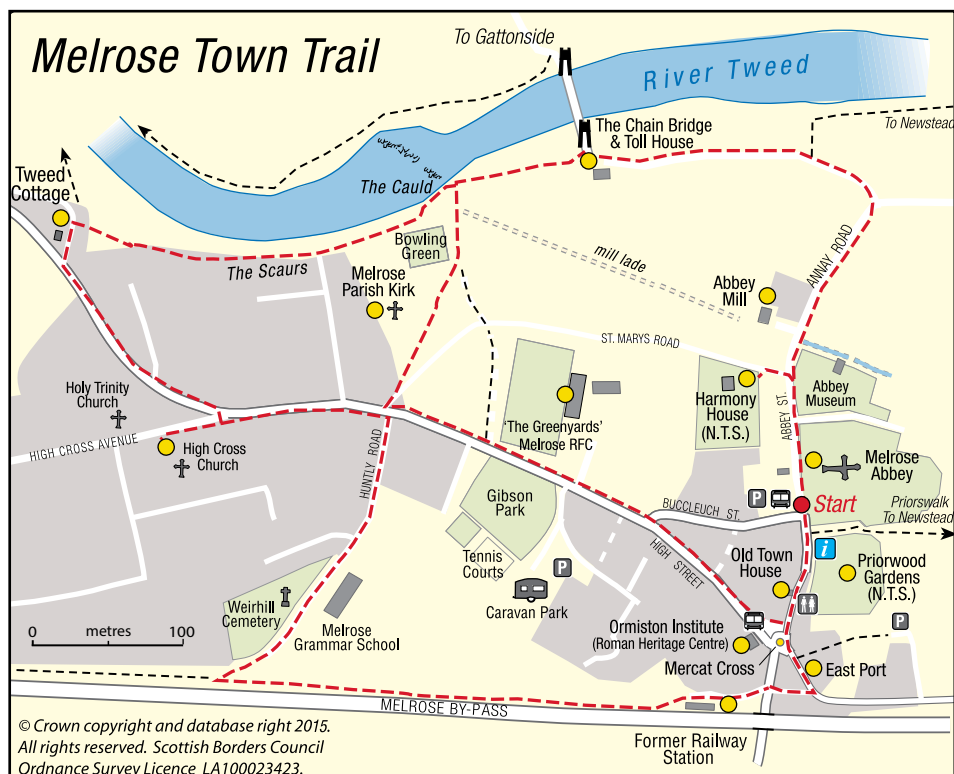 Melrose Town Trail
To Gattonside
River Tweed
The Chain Bridge
& Toll House
To Newstead
Tweed
Cottage
The Cauld
The Scaurs
Bowling
Green
Melrose
Parish Kirk
mill lade
Abbey
Mill
ANNAY ROAD
ST. MARYS ROAD
Holy Trinity
Church
HIGH CROSS AVENUE
High Cross
Church
HUNTLY ROAD
'The Greenyards'
Melrose RFC
Harmony
House
(N.T.S.)
ABBEY ST.
Abbey
Museum
Melrose
Abbey
Gibson
Park
BUCCLEUCH ST.
P
Start
Priorswalk
To Newstead
Tennis
Courts
HIGH STREET
Old Town
House
i
Priorwood
Gardens
(N.T.S.)
P
Caravan Park
Weirhill
Cemetery
Melrose
Grammar School
0 metres 100
Ormiston Institute
(Roman Heritage Centre)
Mercat Cross
P
East Port
MELROSE BY-PASS
Former Railway
Station
© Crown copyright and database right 2015.
All rights reserved. Scottish Borders Council
Ordnance Survey Licence LA100023423.